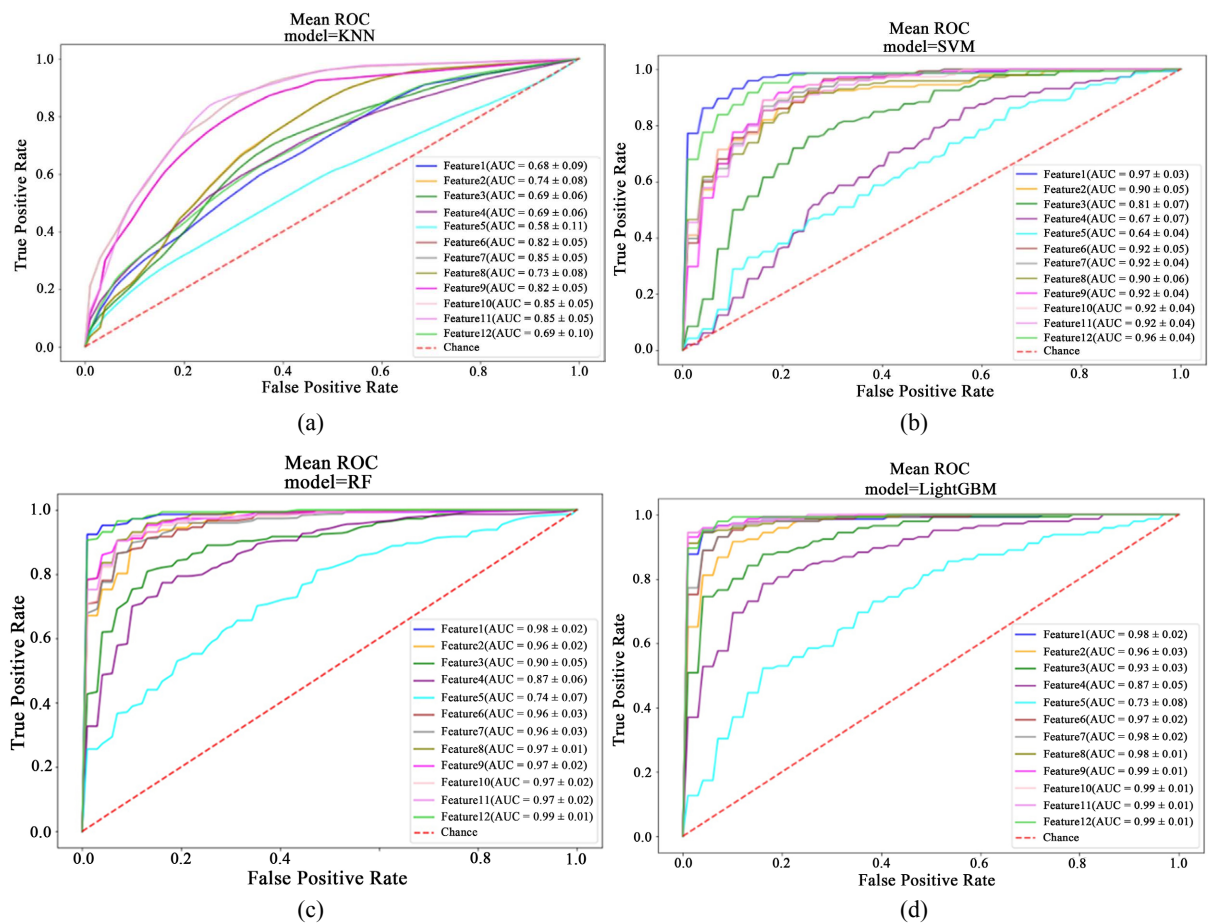 Mean ROC
model=KNN
1.0
0.8
0.6
0.4
0.2
0.0
True Positive Rate
Feature1(AUC = 0.68 ± 0.09)
Feature2(AUC = 0.74 ± 0.08)
Feature3(AUC = 0.69 ± 0.06)
Feature4(AUC = 0.69 ± 0.06)
Feature5(AUC = 0.58 ± 0.11)
Feature6(AUC = 0.82 ± 0.05)
Feature7(AUC = 0.85 ± 0.05)
Feature8(AUC = 0.73 ± 0.08)
Feature9(AUC = 0.82 ± 0.05)
Feature10(AUC = 0.85 ± 0.05)
Feature11(AUC = 0.85 ± 0.05)
Feature12(AUC = 0.69 ± 0.10)
Chance
0.0 0.2 0.4 0.6 0.8 1.0
False Positive Rate
(a)
Mean ROC
model=SVM
1.0
0.8
0.6
0.4
0.2
0.0
True Positive Rate
Feature1(AUC = 0.97 ± 0.03)
Feature2(AUC = 0.90 ± 0.05)
Feature3(AUC = 0.81 ± 0.07)
Feature4(AUC = 0.67 ± 0.07)
Feature5(AUC = 0.64 ± 0.04)
Feature6(AUC = 0.92 ± 0.05)
Feature7(AUC = 0.92 ± 0.04)
Feature8(AUC = 0.90 ± 0.06)
Feature9(AUC = 0.92 ± 0.04)
Feature10(AUC = 0.92 ± 0.04)
Feature11(AUC = 0.92 ± 0.04)
Feature12(AUC = 0.96 ± 0.04)
Chance
0.0 0.2 0.4 0.6 0.8 1.0
False Positive Rate
(b)
Mean ROC
model=RF
1.0
0.8
0.6
0.4
0.2
0.0
True Positive Rate
Feature1(AUC = 0.98 ± 0.02)
Feature2(AUC = 0.96 ± 0.02)
Feature3(AUC = 0.90 ± 0.05)
Feature4(AUC = 0.87 ± 0.06)
Feature5(AUC = 0.74 ± 0.07)
Feature6(AUC = 0.96 ± 0.03)
Feature7(AUC = 0.96 ± 0.03)
Feature8(AUC = 0.97 ± 0.01)
Feature9(AUC = 0.97 ± 0.02)
Feature10(AUC = 0.97 ± 0.02)
Feature11(AUC = 0.97 ± 0.02)
Feature12(AUC = 0.99 ± 0.01)
Chance
0.0 0.2 0.4 0.6 0.8 1.0
False Positive Rate
(c)
Mean ROC
model=LightGBM
1.0
0.8
0.6
0.4
0.2
0.0
True Positive Rate
Feature1(AUC = 0.98 ± 0.02)
Feature2(AUC = 0.96 ± 0.03)
Feature3(AUC = 0.93 ± 0.03)
Feature4(AUC = 0.87 ± 0.05)
Feature5(AUC = 0.73 ± 0.08)
Feature6(AUC = 0.97 ± 0.02)
Feature7(AUC = 0.98 ± 0.02)
Feature8(AUC = 0.98 ± 0.01)
Feature9(AUC = 0.99 ± 0.01)
Feature10(AUC = 0.99 ± 0.01)
Feature11(AUC = 0.99 ± 0.01)
Feature12(AUC = 0.99 ± 0.01)
Chance
0.0 0.2 0.4 0.6 0.8 1.0
False Positive Rate
(d)